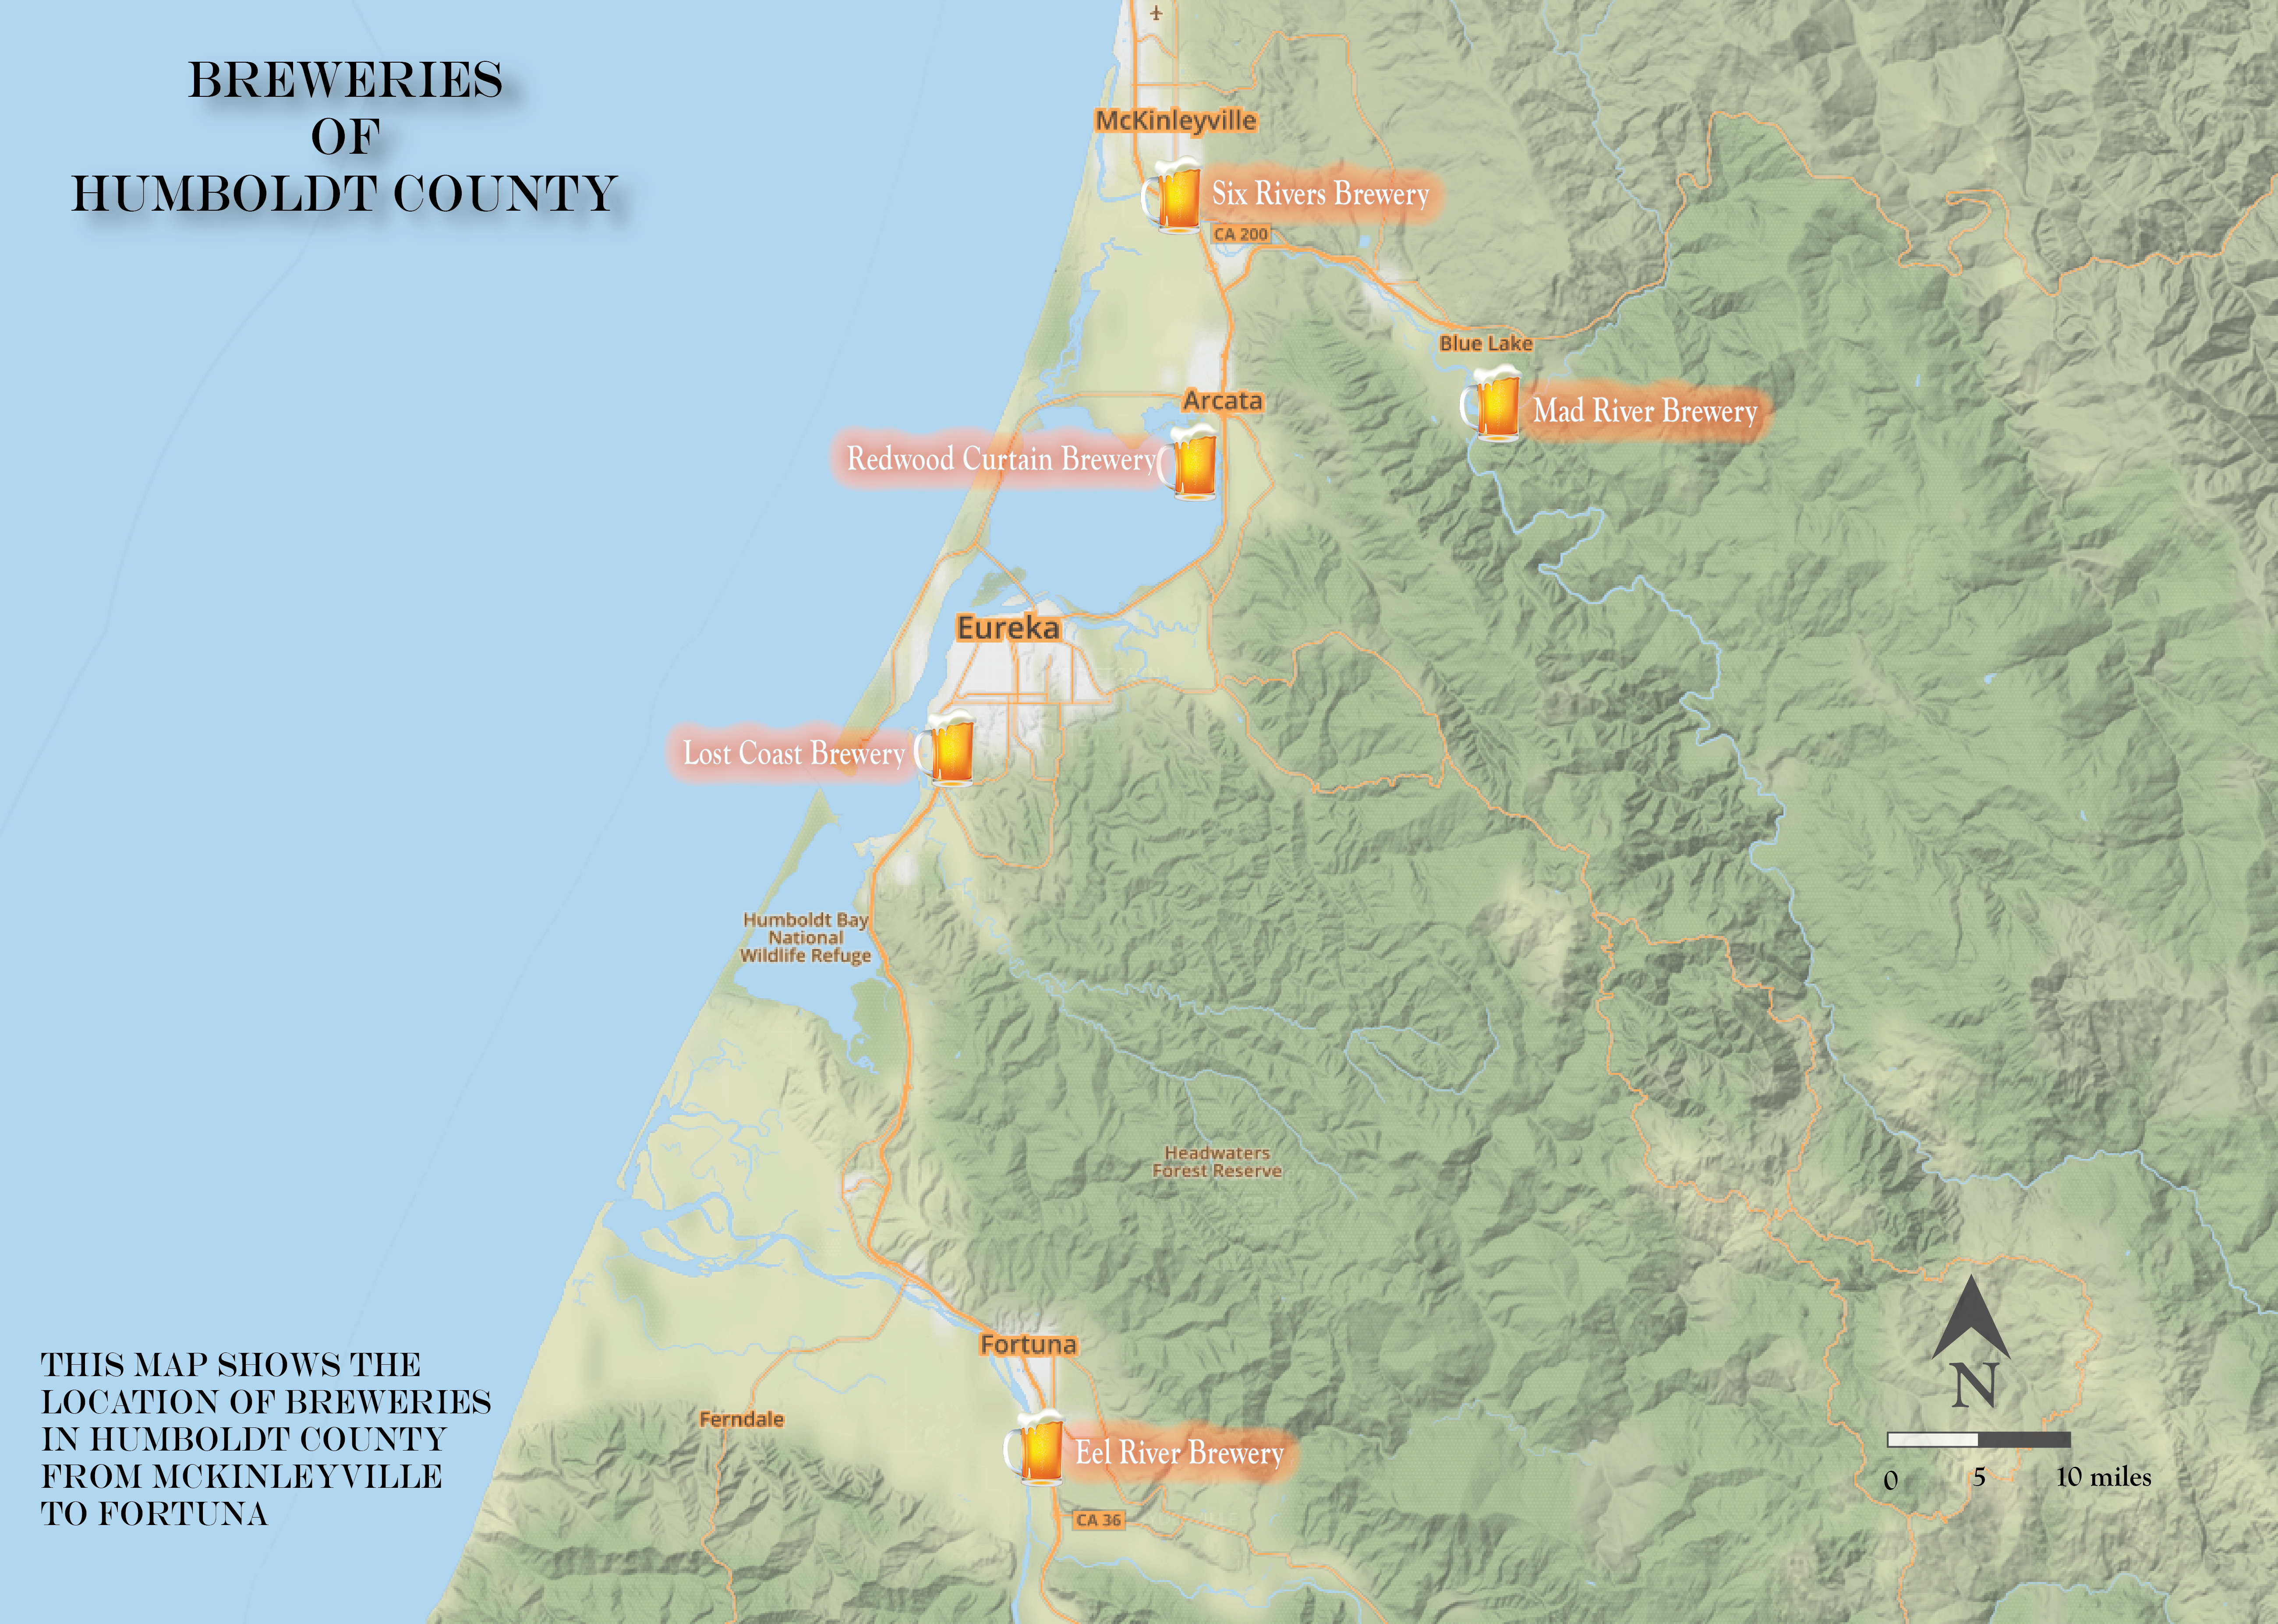 BREWERIES
OF
HUMBOLDT COUNTY
McKinleyville
Six Rivers Brewery
CA 200
Blue Lake
Arcata
Mad River Brewery
Redwood Curtain Brewery
Eureka
Lost Coast Brewery
Humboldt Bay
National
Wildlife Refuge
Headwaters
Forest Reserve
Fortuna
Ferndale
Eel River Brewery
CA 36
THIS MAP SHOWS THE
LOCATION OF BREWERIES
IN HUMBOLDT COUNTY
FROM MCKINLEYVILLE
TO FORTUNA
N
0 5 10 miles